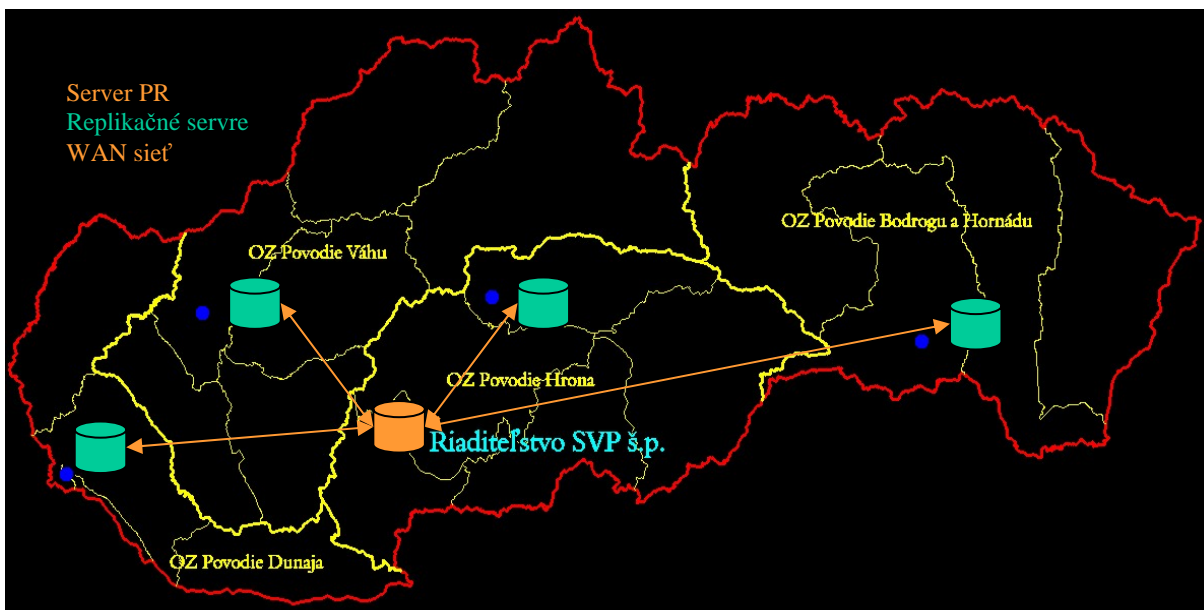 Server PR
Replikačné servre
WAN sieť
OZ Povodie Bodrogu a Hornádu
OZ Povodie Váhu
OZ Povodie Hrona
Riaditeľstvo SVP š.p.
OZ Povodie Dunaja